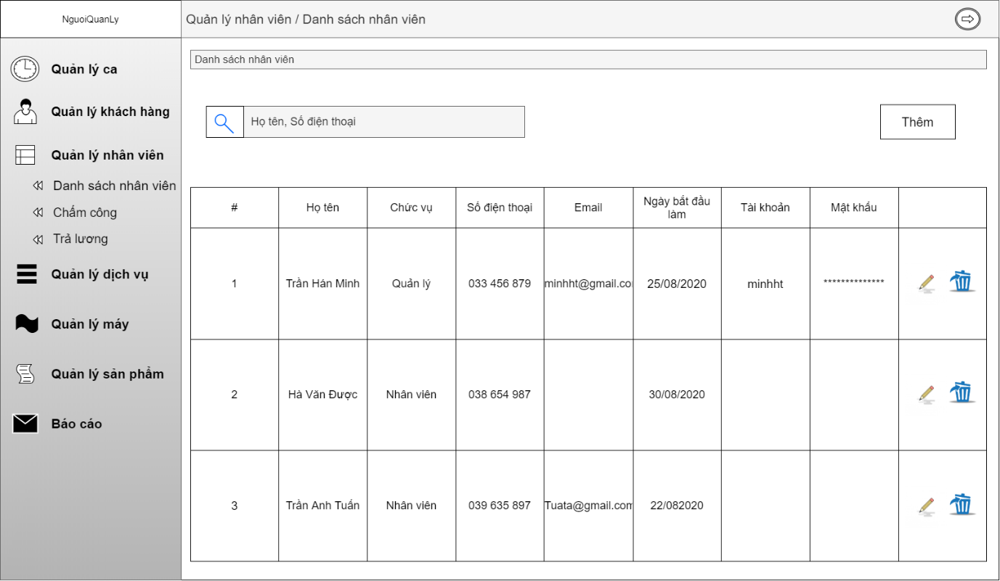 NguoiQuanLy
Quản lý nhân viên / Danh sách nhân viên
Quản lý ca
Quản lý khách hàng
Quản lý nhân viên
Danh sách nhân viên
Chấm công
Trả lương
Quản lý dịch vụ
Quản lý máy
Quản lý sản phẩm
Báo cáo
Danh sách nhân viên
Họ tên, Số điện thoại
Thêm
# Họ tên Chức vụ Số điện thoại Email Ngày bắt đầu làm Tài khoản Mật khẩu
1 Trần Hán Minh Quản lý 033 456 879 minhht@gmail.co 25/08/2020 minhht **************
2 Hà Văn Được Nhân viên 038 654 987 30/08/2020
3 Trần Anh Tuấn Nhân viên 039 635 897 Tuata@gmail.com 22/082020